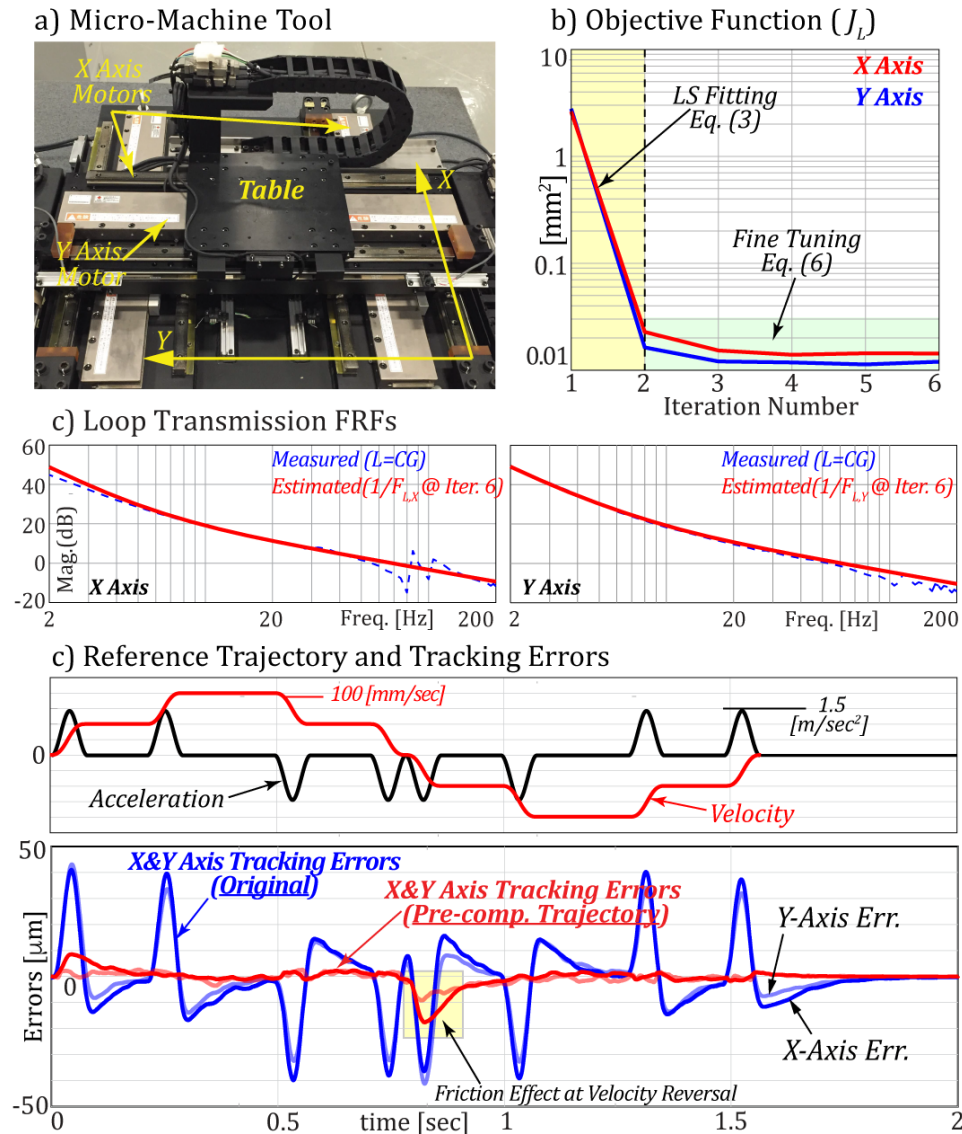 a) Micro-Machine Tool
X Axis
Motors
Table
X
Y Axis
Motor
Y
b) Objective Function (J_L)
10
X Axis
Y Axis
LS Fitting
Eq. (3)
1
[mm²]
Fine Tuning
Eq. (6)
0.1
0.01
1 2 3 4 5 6
Iteration Number
c) Loop Transmission FRFs
60
40
20
0
-20
Mag.(dB)
Measured (L=CG)
Estimated(1/F_L,X @ Iter. 6)
X Axis
2 20 Freq. [Hz] 200
Measured (L=CG)
Estimated(1/F_L,Y @ Iter. 6)
Y Axis
2 20 Freq. [Hz] 200
c) Reference Trajectory and Tracking Errors
100 [mm/sec]
1.5
[m/sec²]
0
Acceleration
Velocity
50
X&Y Axis Tracking Errors
(Original)
X&Y Axis Tracking Errors
(Pre-comp. Trajectory)
Y-Axis Err.
Errors [μm]
0
X-Axis Err.
Friction Effect at Velocity Reversal
-50
0 0.5 1 1.5 2
time [sec]